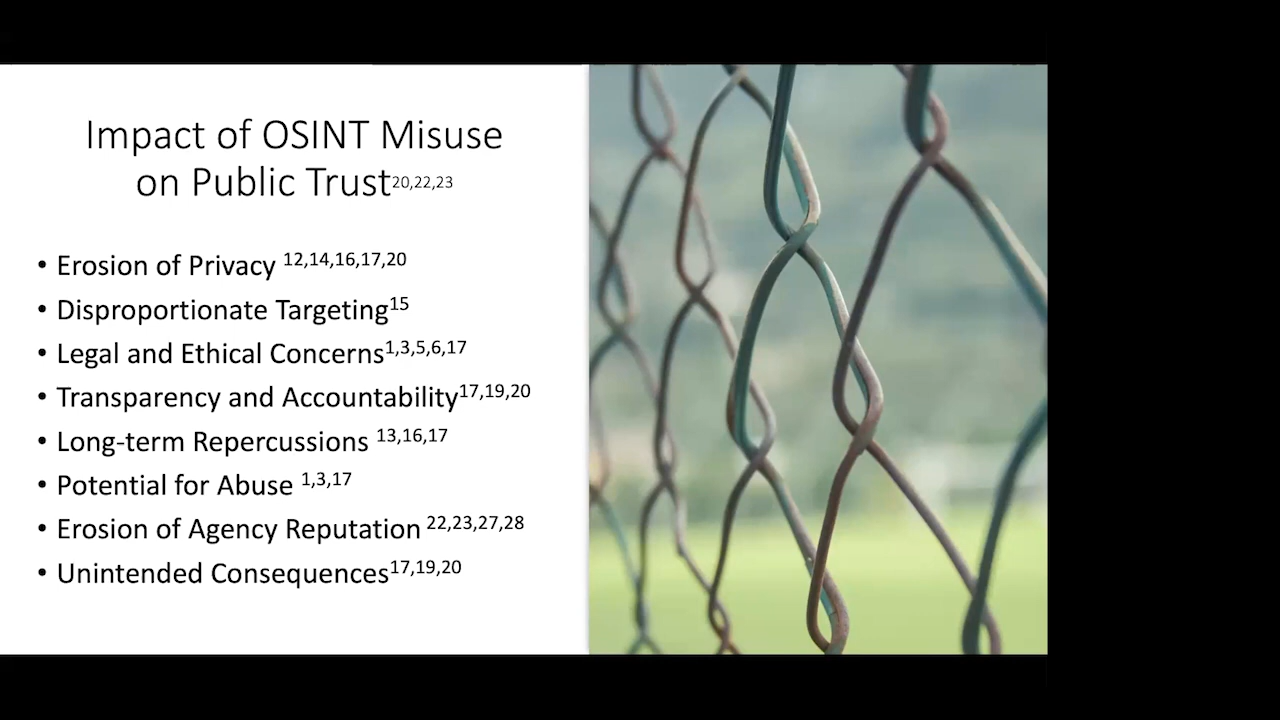 Impact of OSINT Misuse
on Public Trust20,22,23
• Erosion of Privacy 12,14,16,17,20
• Disproportionate Targeting15
• Legal and Ethical Concerns1,3,5,6,17
• Transparency and Accountability17,19,20
• Long-term Repercussions 13,16,17
• Potential for Abuse 1,3,17
• Erosion of Agency Reputation 22,23,27,28
• Unintended Consequences17,19,20